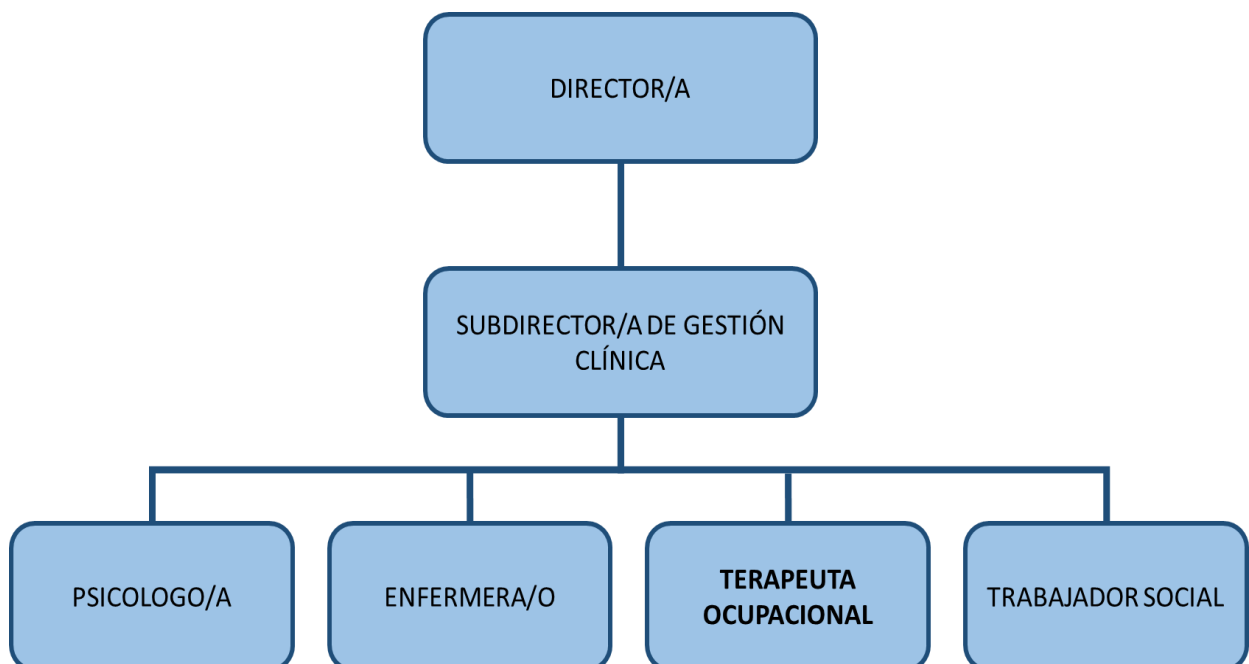 DIRECTOR/A
SUBDIRECTOR/A DE GESTIÓN
CLÍNICA
PSICOLOGO/A
ENFERMERA/O
TERAPEUTA
OCUPACIONAL
TRABAJADOR SOCIAL